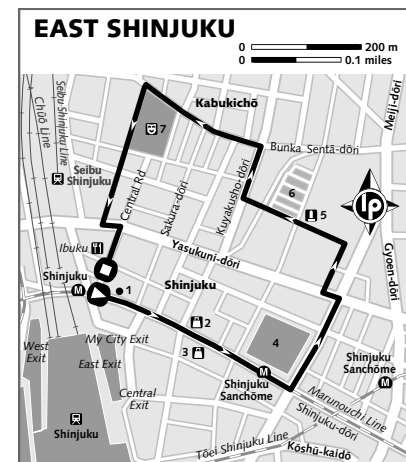 EAST SHINJUKU
0 200 m
0 0.1 miles
Kabukichō
Meiji-dōri
Seibu Shinjuku Line
Chūō Line
7
Bunka Sentā-dōri
Seibu
Shinjuku
Central Rd
Sakura-dōri
Kuyakusho-dōri
6
5
lp
Ibuku
Yasukuni-dōri
Gyoen-dōri
Shinjuku
M
1
Shinjuku
2
3
4
My City Exit
West
Exit
East Exit
Central
Exit
Shinjuku
Shinjuku
Sanchōme
M
Shinjuku
Sanchōme
M
Marunouchi Line
Shinjuku-dōri
Tōei Shinjuku Line
Kōshū-kaidō